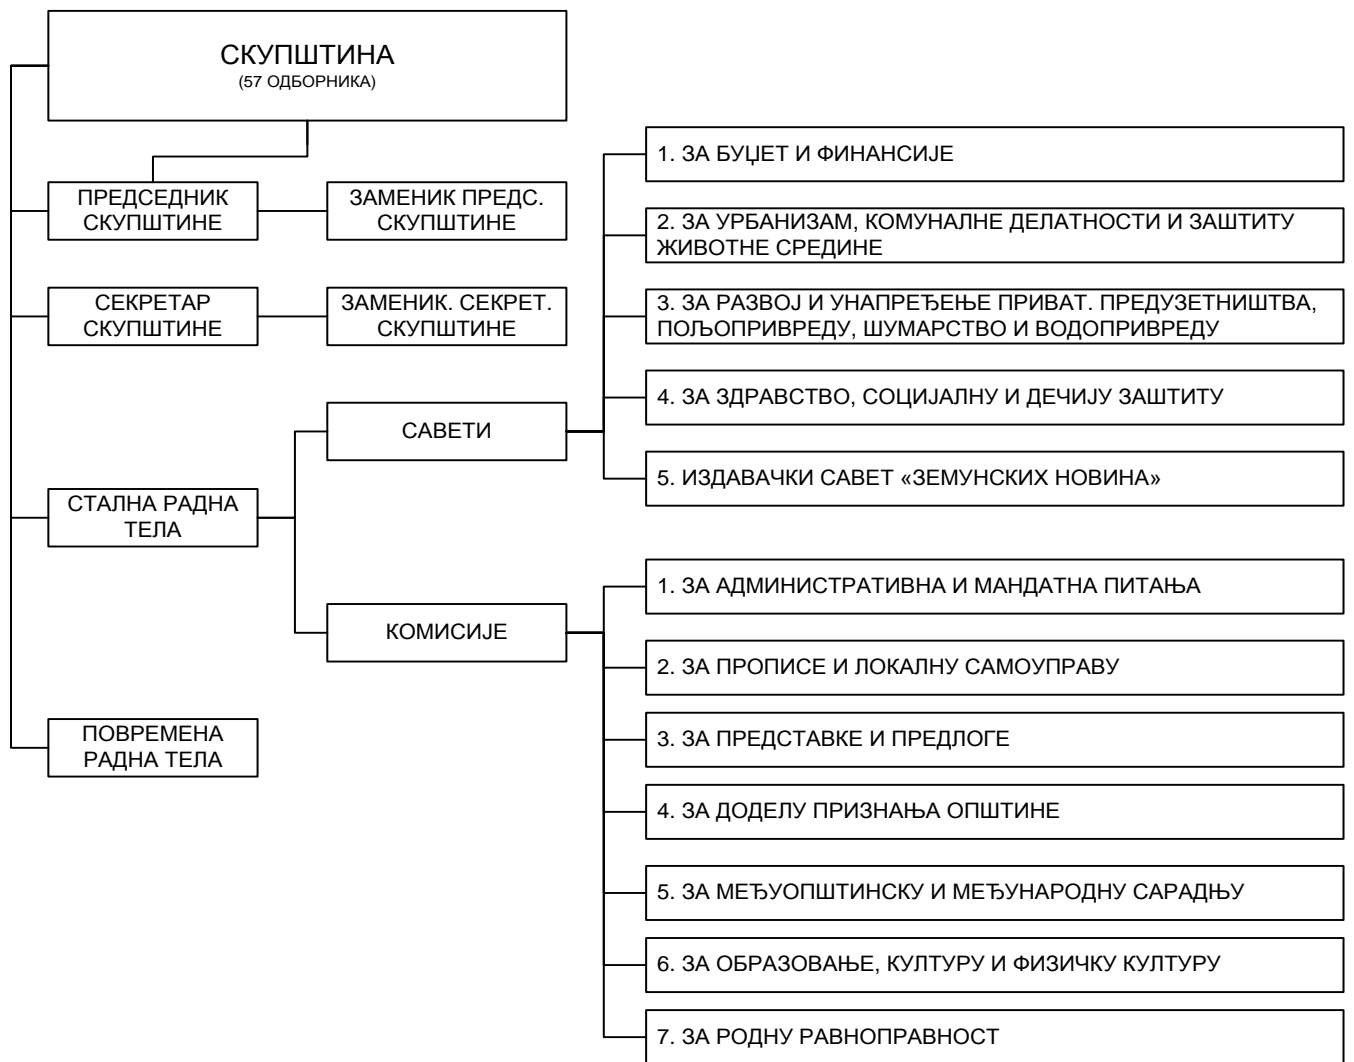 СКУПШТИНА
(57 ОДБОРНИКА)
ПРЕДСЕДНИК
СКУПШТИНЕ
ЗАМЕНИК ПРЕДС.
СКУПШТИНЕ
СЕКРЕТАР
СКУПШТИНЕ
ЗАМЕНИК. СЕКРЕТ.
СКУПШТИНЕ
СТАЛНА РАДНА
ТЕЛА
ПОВРЕМЕНА
РАДНА ТЕЛА
САВЕТИ
1. ЗА БУЏЕТ И ФИНАНСИЈЕ
2. ЗА УРБАНИЗАМ, КОМУНАЛНЕ ДЕЛАТНОСТИ И ЗАШТИТУ
ЖИВОТНЕ СРЕДИНЕ
3. ЗА РАЗВОЈ И УНАПРЕЂЕЊЕ ПРИВАТ. ПРЕДУЗЕТНИШТВА,
ПОЉОПРИВРЕДУ, ШУМАРСТВО И ВОДОПРИВРЕДУ
4. ЗА ЗДРАВСТВО, СОЦИЈАЛНУ И ДЕЧИЈУ ЗАШТИТУ
5. ИЗДАВАЧКИ САВЕТ «ЗЕМУНСКИХ НОВИНА»
КОМИСИЈЕ
1. ЗА АДМИНИСТРАТИВНА И МАНДАТНА ПИТАЊА
2. ЗА ПРОПИСЕ И ЛОКАЛНУ САМОУПРАВУ
3. ЗА ПРЕДСТАВКЕ И ПРЕДЛОГЕ
4. ЗА ДОДЕЛУ ПРИЗНАЊА ОПШТИНЕ
5. ЗА МЕЂУОПШТИНСКУ И МЕЂУНАРОДНУ САРАДЊУ
6. ЗА ОБРАЗОВАЊЕ, КУЛТУРУ И ФИЗИЧКУ КУЛТУРУ
7. ЗА РОДНУ РАВНОПРАВНОСТ